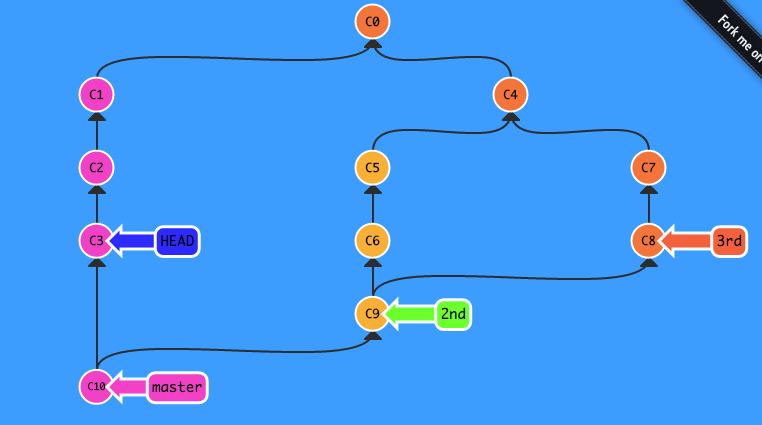 C0
Fork me on
C1
C4
C2
C5
C7
C3
HEAD
C6
C8
3rd
C9
2nd
C10
master